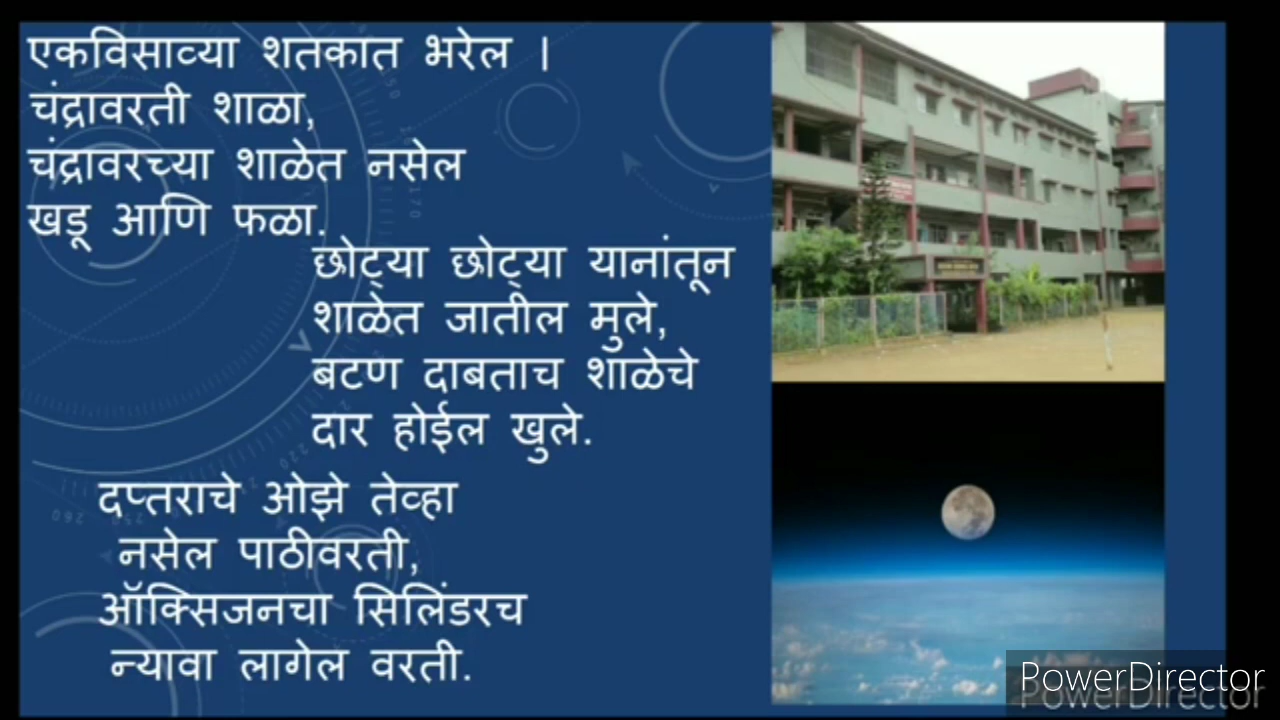 एकविसाव्या शतकात भरेल ।
चंद्रावरती शाळा,
चंद्रावरच्या शाळेत नसेल
खडू आणि फळा.
छोट्या छोट्या यानांतून
शाळेत जातील मुले,
बटण दाबताच शाळेचे
दार होईल खुले.
दप्तराचे ओझे तेव्हा
नसेल पाठीवरती,
ऑक्सिजनचा सिलिंडरच
न्यावा लागेल वरती.
PowerDirector